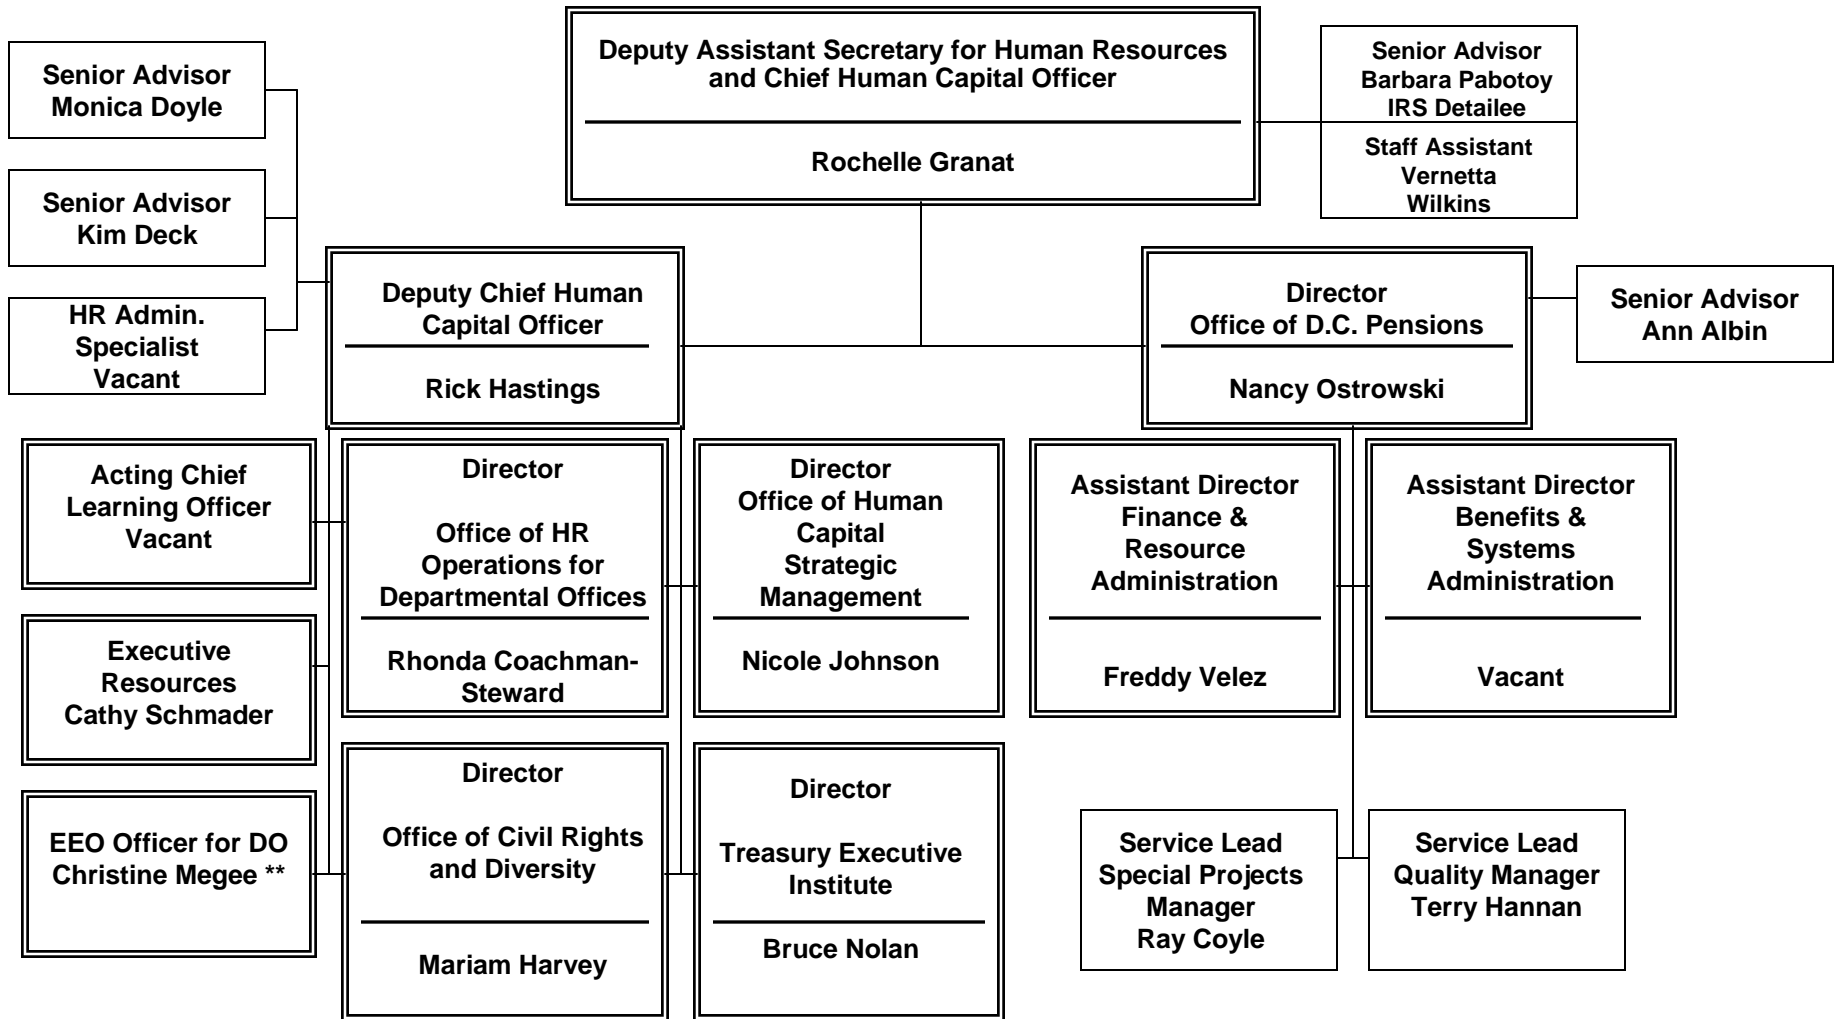 Deputy Assistant Secretary for Human Resources
and Chief Human Capital Officer
Rochelle Granat
Senior Advisor
Barbara Pabotoy
IRS Detailee
Staff Assistant
Vernetta
Wilkins
Senior Advisor
Monica Doyle
Senior Advisor
Kim Deck
HR Admin.
Specialist
Vacant
Deputy Chief Human
Capital Officer
Rick Hastings
Director
Office of D.C. Pensions
Nancy Ostrowski
Senior Advisor
Ann Albin
Acting Chief
Learning Officer
Vacant
Executive
Resources
Cathy Schmader
EEO Officer for DO
Christine Megee **
Director
Office of HR
Operations for
Departmental Offices
Rhonda Coachman-
Steward
Director
Office of Human
Capital
Strategic
Management
Nicole Johnson
Director
Office of Civil Rights
and Diversity
Mariam Harvey
Director
Treasury Executive
Institute
Bruce Nolan
Assistant Director
Finance &
Resource
Administration
Freddy Velez
Assistant Director
Benefits &
Systems
Administration
Vacant
Service Lead
Special Projects
Manager
Ray Coyle
Service Lead
Quality Manager
Terry Hannan